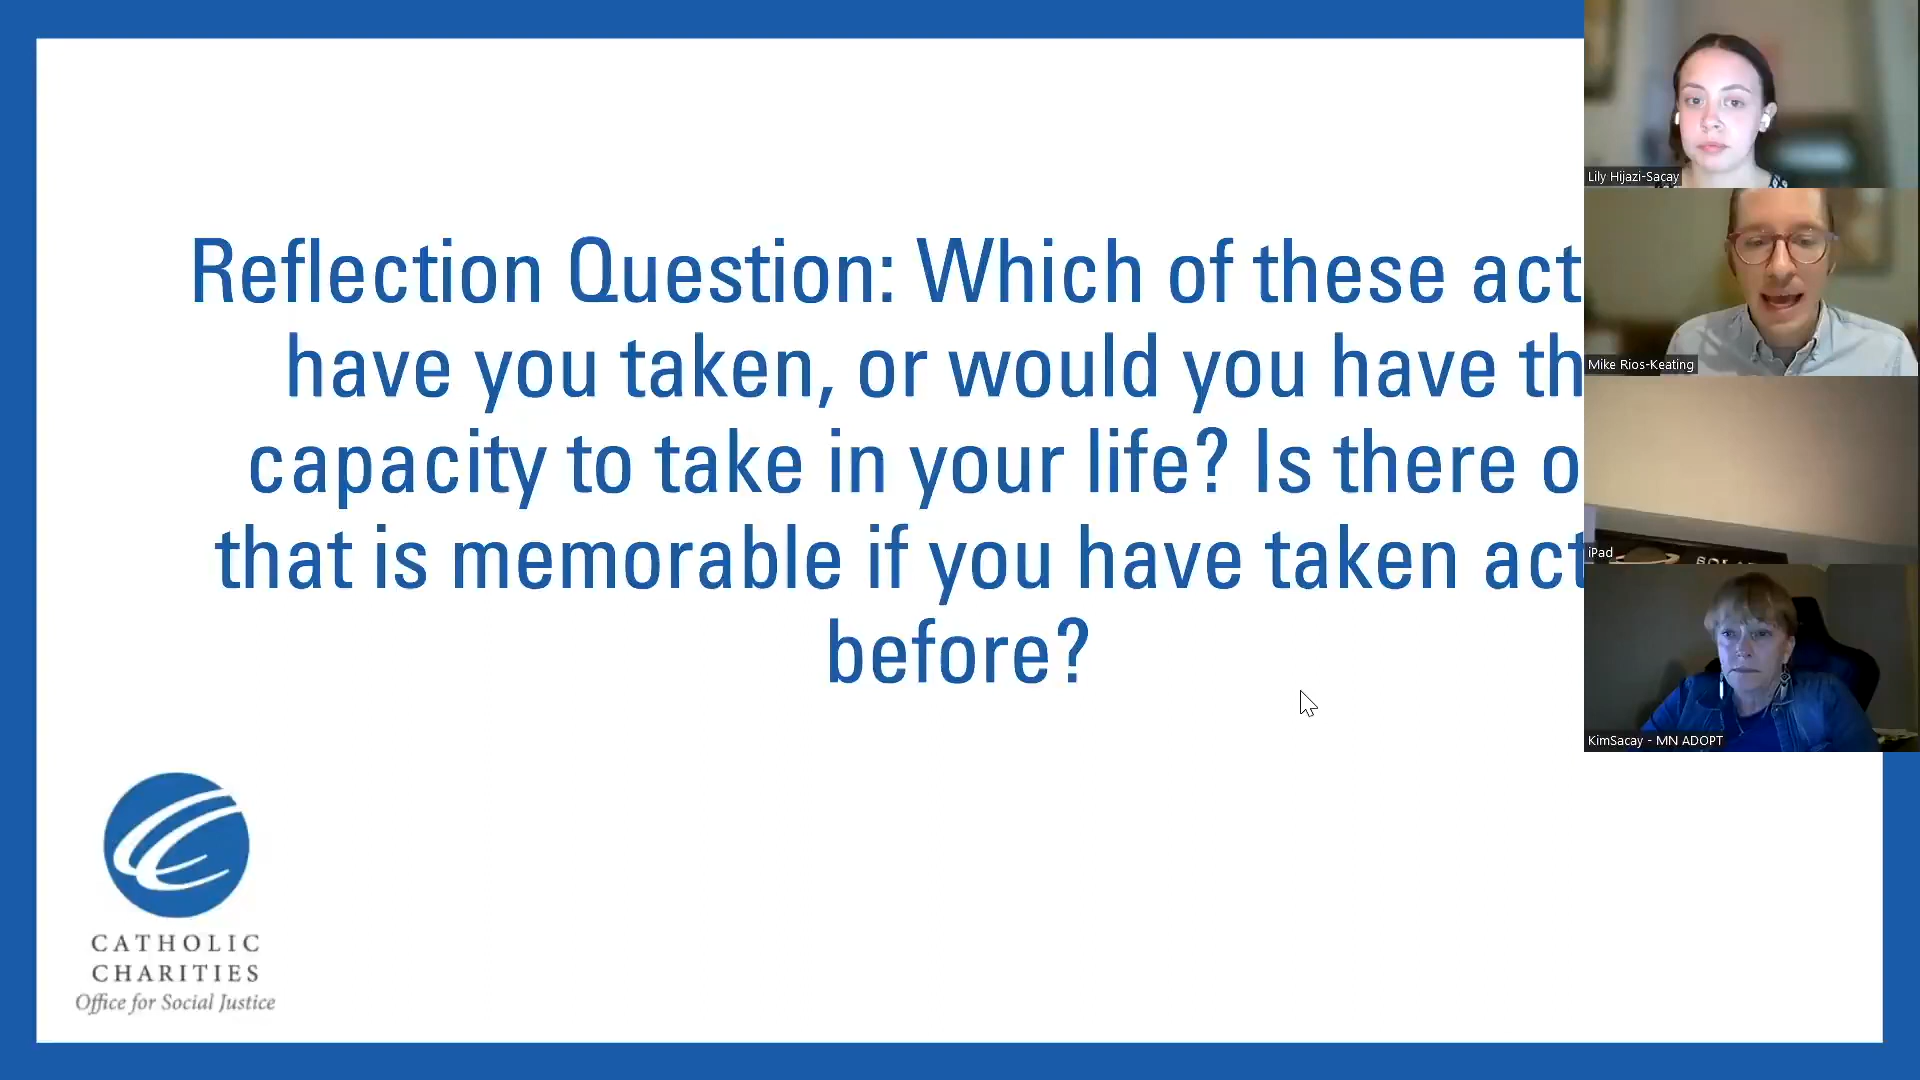 Reflection Question: Which of these act
have you taken, or would you have th
capacity to take in your life? Is there o
that is memorable if you have taken act
before?
CATHOLIC
CHARITIES
Office for Social Justice
Lily Hijazi-Sacay
Mike Rios-Keating
iPad
KimSacay - MN ADOPT